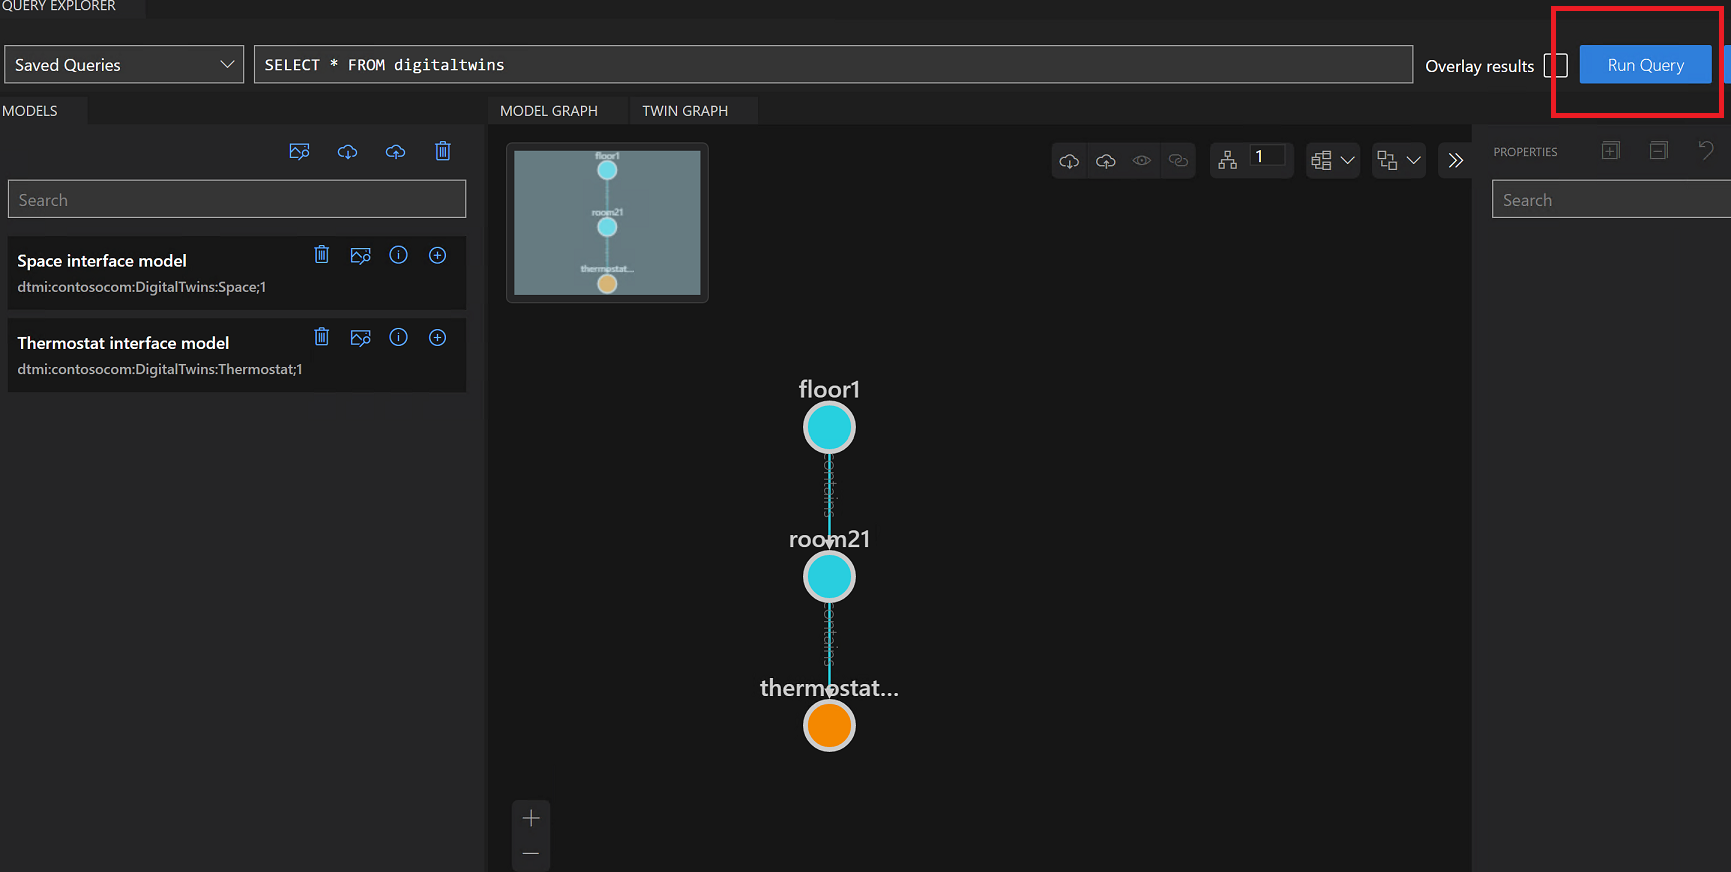 QUERY EXPLORER
Saved Queries
SELECT * FROM digitaltwins
Overlay results
Run Query
MODELS
MODEL GRAPH
TWIN GRAPH
1
PROPERTIES
Search
Search
Space interface model
dtmi:contosocom:DigitalTwins:Space;1
Thermostat interface model
dtmi:contosocom:DigitalTwins:Thermostat;1
floor1
room21
thermostat...
floor1
contains
room21
contains
thermostat...